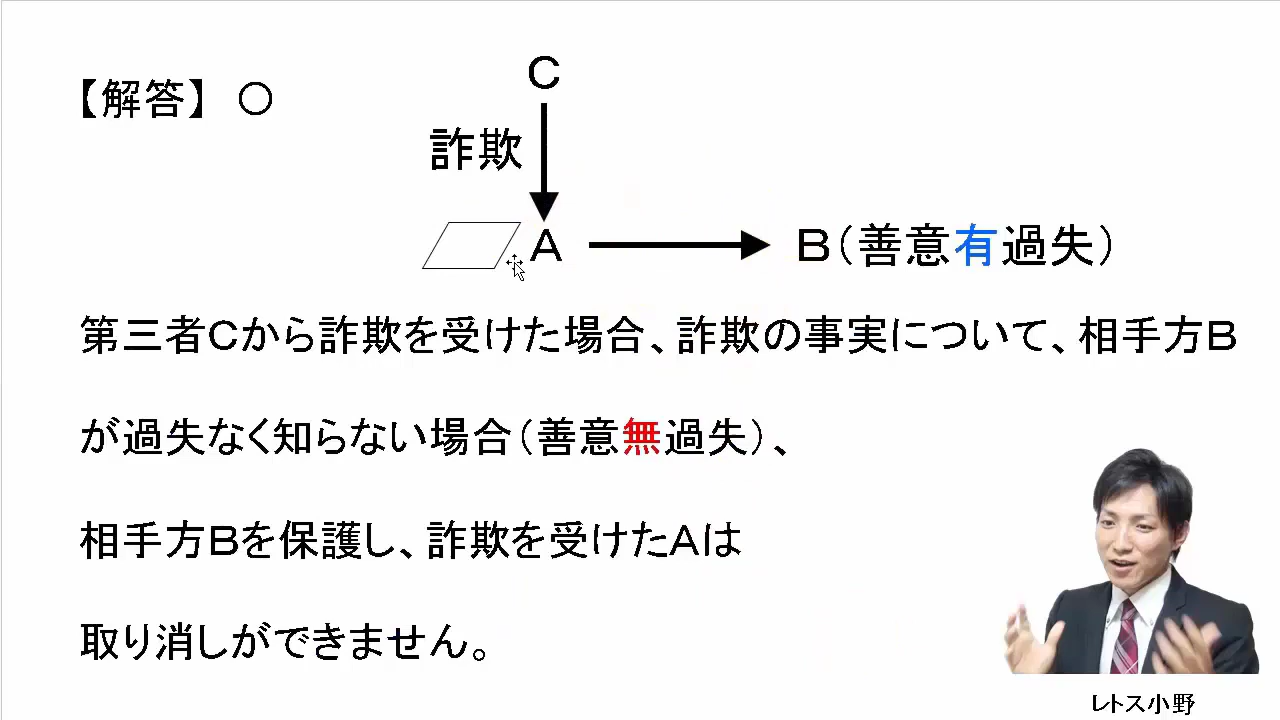 【解答】 〇
C
詐欺
A
B（善意有過失）
第三者Cから詐欺を受けた場合、詐欺の事実について、相手方B
が過失なく知らない場合（善意無過失）、
相手方Bを保護し、詐欺を受けたAは
取り消しができません。
レトス小野